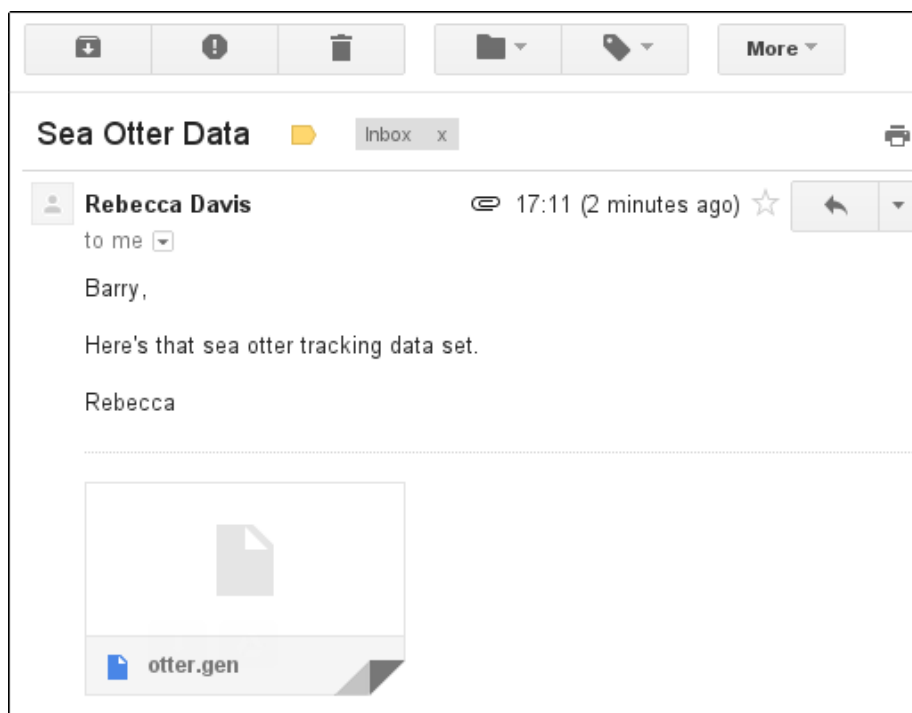 More
Sea Otter Data Inbox x
Rebecca Davis 17:11 (2 minutes ago)
to me
Barry,
Here's that sea otter tracking data set.
Rebecca
otter.gen